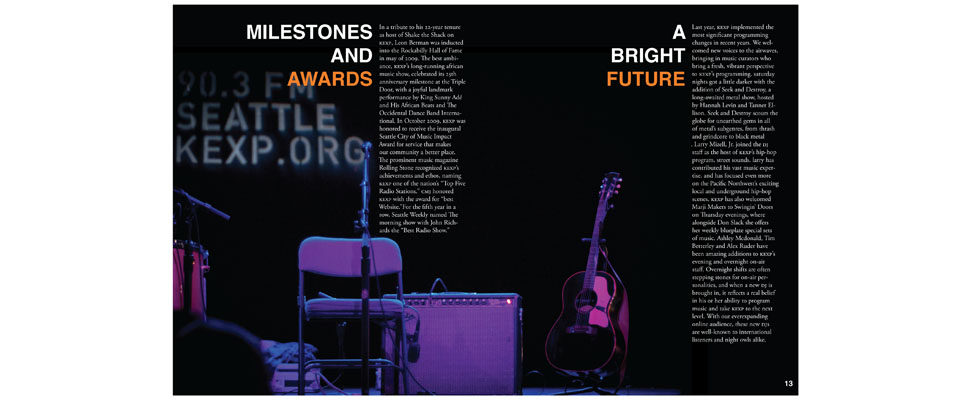 MILESTONES
AND
AWARDS
In a tribute to his 22-year tenure
as host of Shake the Shack on
KEXP, Leon Berman was inducted
into the Rockabilly Hall of Fame
in may of 2009. The best ambi-
ance, KEXP's long-running african
music show, celebrated its 25th
anniversary milestone at the Triple
Door, with a joyful landmark
performance by King Sunny Adé
and His African Beats and The
Occidental Dance Band Interna-
tional. In October 2009, KEXP was
honored to receive the inaugural
Seattle City of Music Impact
Award for service that makes
our community a better place.
The prominent music magazine
Rolling Stone recognized KEXP's
achievements and ethos, naming
KEXP one of the nation's "Top Five
Radio Stations." CMJ honored
KEXP with the award for "best
Website."For the fifth year in a
row, Seattle Weekly named The
morning show with John Rich-
ards the "Best Radio Show."
90.3 FM
SEATTLE
KEXP.ORG
A
BRIGHT
FUTURE
Last year, KEXP implemented the
most significant programming
changes in recent years. We wel-
comed new voices to the airwaves,
bringing in music curators who
bring a fresh, vibrant perspective
to KEXP's programming. saturday
nights got a little darker with the
addition of Seek and Destroy, a
long-awaited metal show, hosted
by Hannah Levin and Tanner El-
lison. Seek and Destroy scours the
globe for unearthed gems in all
of metal's subgenres, from thrash
and grindcore to black metal
. Larry Mizell, Jr. joined the DJ
staff as the host of KEXP's hip-hop
program, street sounds. larry has
contributed his vast music exper-
tise, and has focused even more
on the Pacific Northwest's exciting
local and underground hip-hop
scenes. KEXP has also welcomed
Marji Makers to Swingin' Doors
on Thursday evenings, where
alongside Don Slack she offers
her weekly blueplate special sets
of music. Ashley Mcdonald, Tim
Betterley and Alex Ruder have
been amazing additions to KEXP's
evening and overnight on-air
staff. Overnight shifts are often
stepping stones for on-air per-
sonalities, and when a new DJ is
brought in, it reflects a real belief
in his or her ability to program
music and take KEXP to the next
level. With our everexpanding
online audience, these new DJs
are well-known to international
listeners and night owls alike.
13